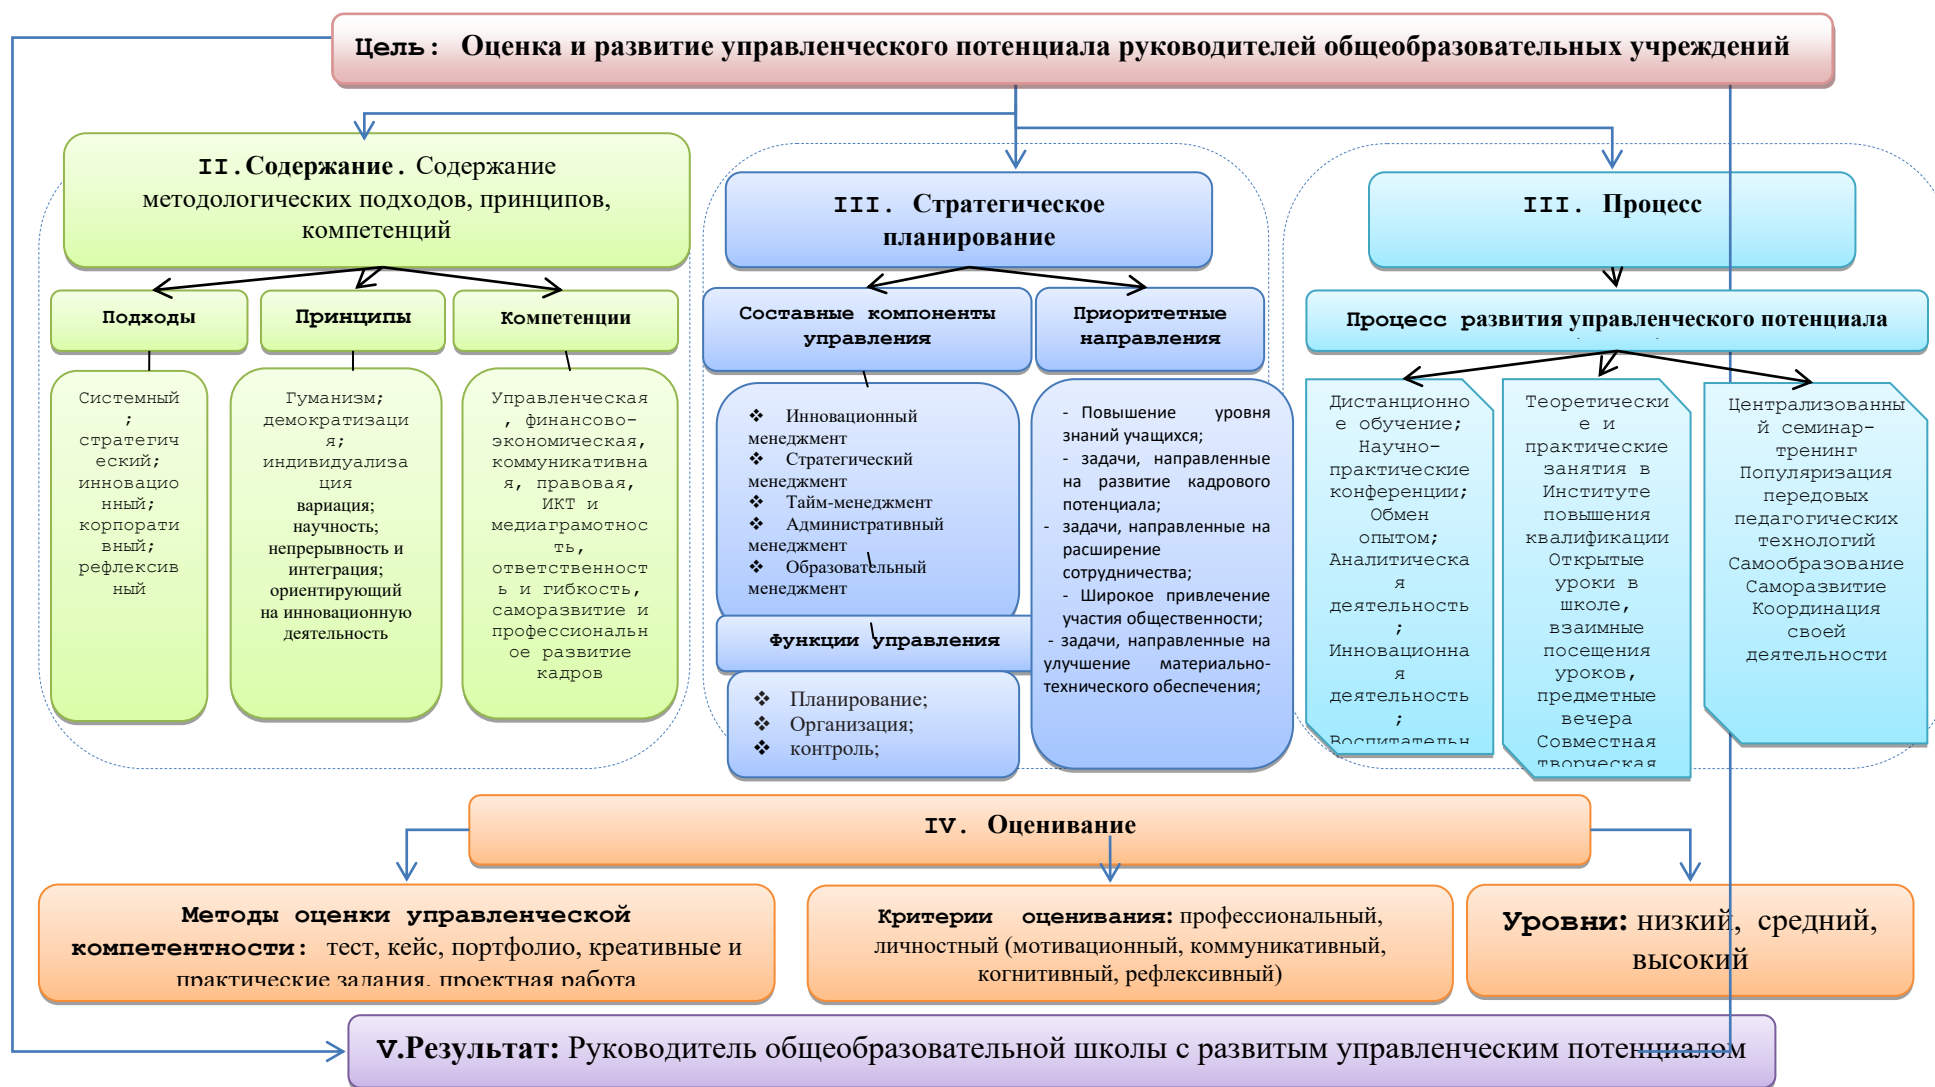 Цель: Оценка и развитие управленческого потенциала руководителей общеобразовательных учреждений
II.Содержание. Содержание
методологических подходов, принципов,
компетенций
Подходы
Принципы
Компетенции
Системный
;
стратегич
еский;
инновацио
нный;
корпорати
вный;
рефлексив
ный
Гуманизм;
демократизаци
я;
индивидуализа
ция
вариация;
научность;
непрерывность и
интеграция;
ориентирующий
на инновационную
деятельность
Управленческая
, финансово-
экономическая,
коммуникативна
я, правовая,
ИКТ и
медиаграмотнос
ть,
ответственност
ь и гибкость,
саморазвитие и
профессиональн
ое развитие
кадров
III. Стратегическое
планирование
Составные компоненты
управления
Приоритетные
направления
❖ Инновационный
менеджмент
❖ Стратегический
менеджмент
❖ Тайм-менеджмент
❖ Административный
менеджмент
❖ Образовательный
менеджмент
Функции управления
❖ Планирование;
❖ Организация;
❖ контроль;
- Повышение уровня
знаний учащихся;
- задачи, направленные
на развитие кадрового
потенциала;
- задачи, направленные на
расширение
сотрудничества;
- Широкое привлечение
участия общественности;
- задачи, направленные на
улучшение материально-
технического обеспечения;
III. Процесс
Процесс развития управленческого потенциала
Дистанционно
е обучение;
Научно-
практические
конференции;
Обмен
опытом;
Аналитическа
я
деятельность
;
Инновационна
я
деятельность
;
Воспитательн
Теоретически
е и
практические
занятия в
Институте
повышения
квалификации
Открытые
уроки в
школе,
взаимные
посещения
уроков,
предметные
вечера
Совместная
творческая
Централизованны
й семинар-
тренинг
Популяризация
передовых
педагогических
технологий
Самообразование
Саморазвитие
Координация
своей
деятельности
IV. Оценивание
Методы оценки управленческой
компетентности: тест, кейс, портфолио, креативные и
практические задания, проектная работа
Критерии оценивания: профессиональный,
личностный (мотивационный, коммуникативный,
когнитивный, рефлексивный)
Уровни: низкий, средний,
высокий
V.Результат: Руководитель общеобразовательной школы с развитым управленческим потенциалом